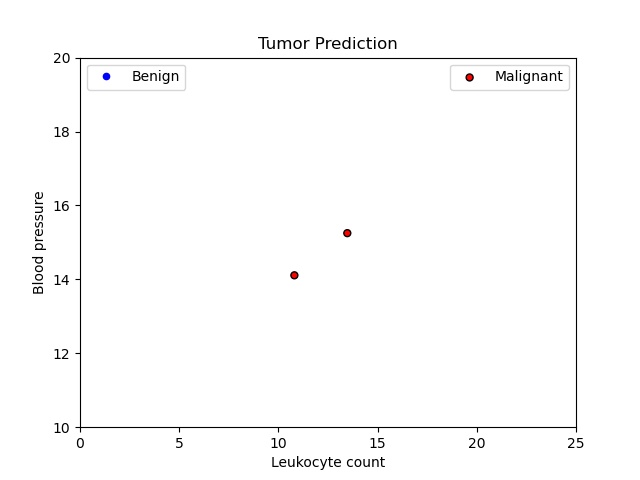 Tumor Prediction
Benign
Malignant
20
18
16
14
12
10
Blood pressure
0 5 10 15 20 25
Leukocyte count